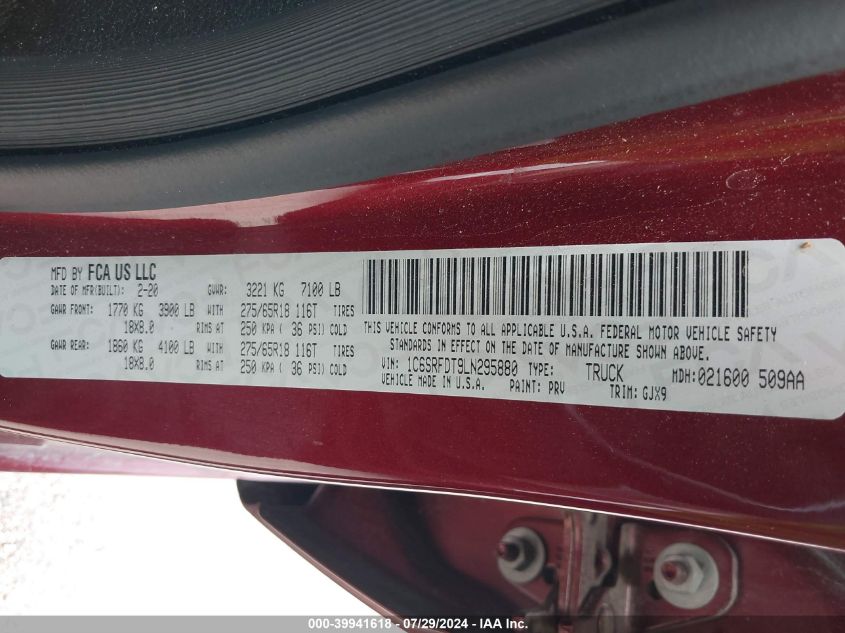 MFD BY FCA US LLC
DATE OF MFR(BUILT): 2-20 GVWR: 3221 KG 7100 LB
GAWR FRONT: 1770 KG 3900 LB WITH 275/65R18 116T TIRES
18X8.0 RIMS AT 250 KPA ( 36 PSI) COLD
GAWR REAR: 1860 KG 4100 LB WITH 275/65R18 116T TIRES
18X8.0 RIMS AT 250 KPA ( 36 PSI) COLD
THIS VEHICLE CONFORMS TO ALL APPLICABLE U.S.A. FEDERAL MOTOR VEHICLE SAFETY
STANDARDS IN EFFECT ON THE DATE OF MANUFACTURE SHOWN ABOVE.
VIN: 1C6SRFDT9LN295880 TYPE: TRUCK MDH:021600 509AA
VEHICLE MADE IN U.S.A. PAINT: PRV TRIM: GJX9
000-39941618 - 07/29/2024 - IAA Inc.